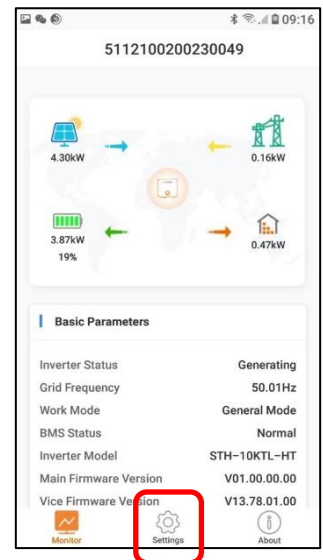 09:16
5112100200230049
4.30kW
0.16kW
3.87kW
19%
0.47kW
Basic Parameters
Inverter Status Generating
Grid Frequency 50.01Hz
Work Mode General Mode
BMS Status Normal
Inverter Model STH-10KTL-HT
Main Firmware Version V01.00.00.00
Vice Firmware Version V13.78.01.00
Monitor Settings About